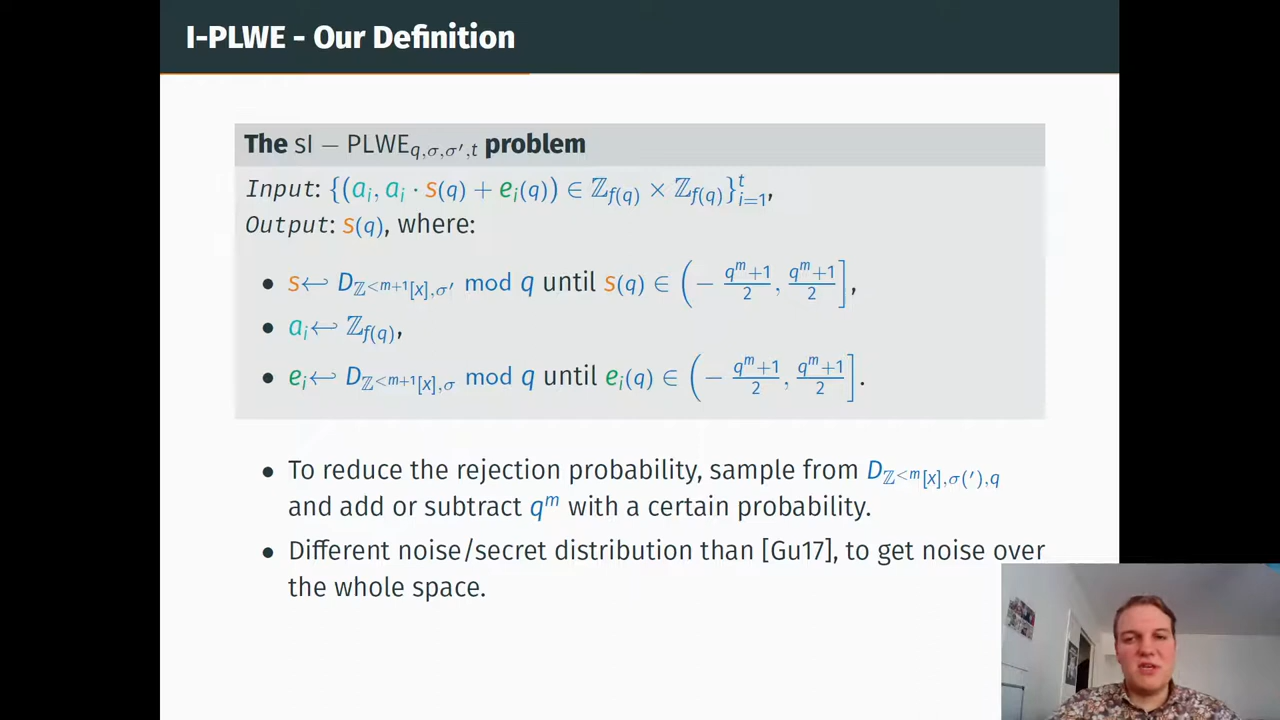 I-PLWE - Our Definition
The sI − PLWE_{q,σ,σ′,t} problem
Input: {(a_i, a_i · s(q) + e_i(q)) ∈ ℤ_{f(q)} × ℤ_{f(q)}}_{i=1}^{t},
Output: s(q), where:
• s ↩ D_{ℤ^{<m+1}[x],σ′} mod q until s(q) ∈ (− (q^m+1)/2, (q^m+1)/2],
• a_i ↩ ℤ_{f(q)},
• e_i ↩ D_{ℤ^{<m+1}[x],σ} mod q until e_i(q) ∈ (− (q^m+1)/2, (q^m+1)/2].
• To reduce the rejection probability, sample from D_{ℤ^{<m}[x],σ(′),q}
and add or subtract q^m with a certain probability.
• Different noise/secret distribution than [Gu17], to get noise over
the whole space.